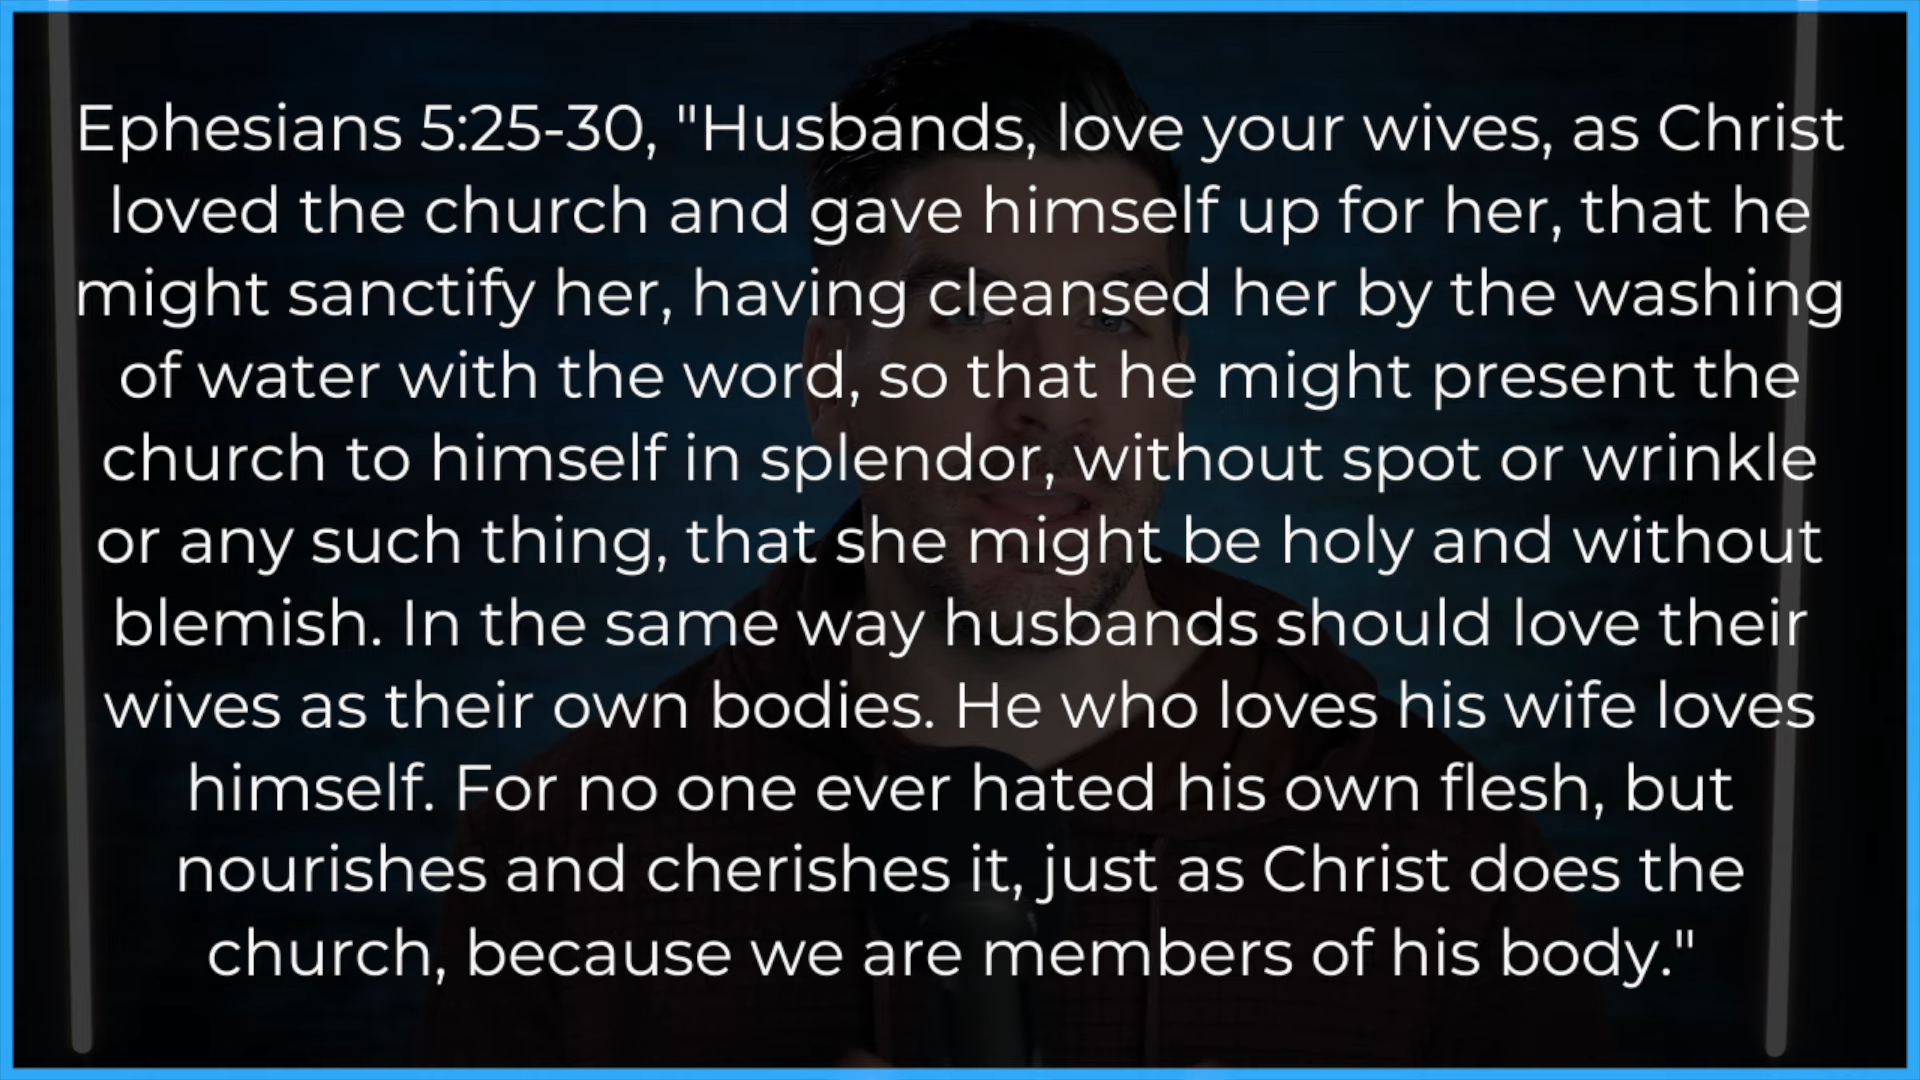 Ephesians 5:25-30, "Husbands, love your wives, as Christ
loved the church and gave himself up for her, that he
might sanctify her, having cleansed her by the washing
of water with the word, so that he might present the
church to himself in splendor, without spot or wrinkle
or any such thing, that she might be holy and without
blemish. In the same way husbands should love their
wives as their own bodies. He who loves his wife loves
himself. For no one ever hated his own flesh, but
nourishes and cherishes it, just as Christ does the
church, because we are members of his body."